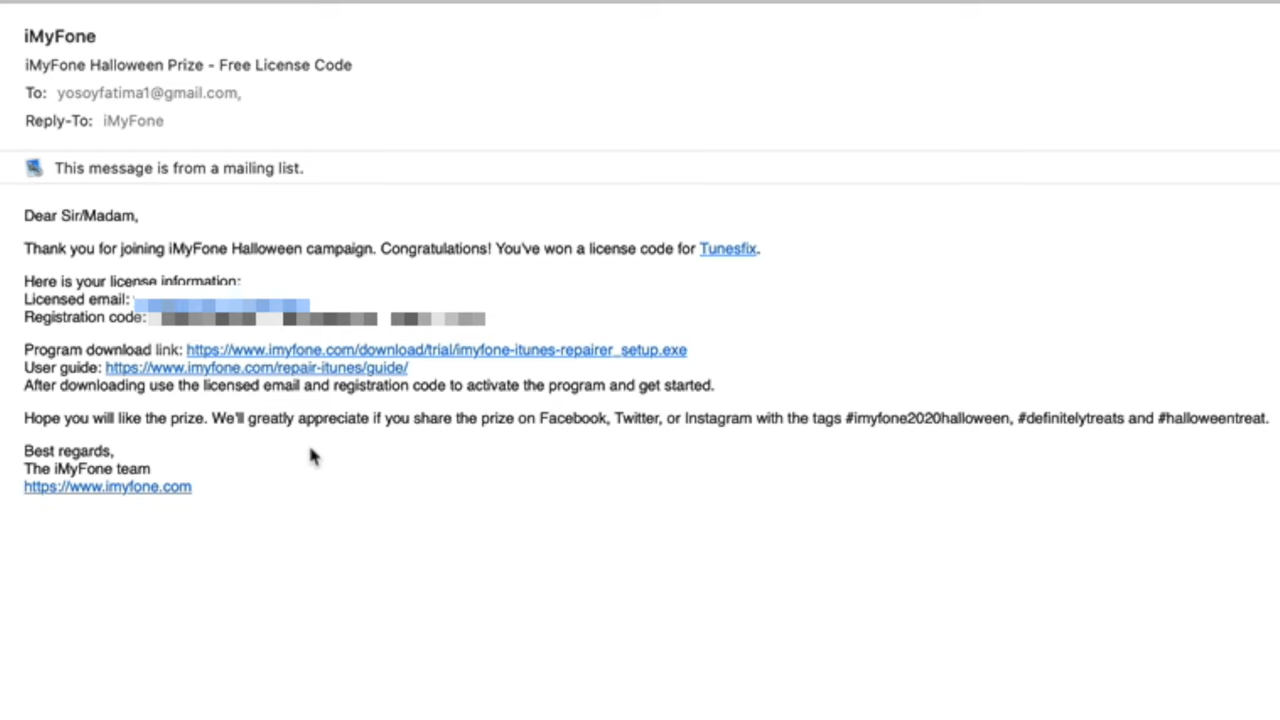 iMyFone
iMyFone Halloween Prize - Free License Code
To: yosoyfatima1@gmail.com,
Reply-To: iMyFone
This message is from a mailing list.
Dear Sir/Madam,
Thank you for joining iMyFone Halloween campaign. Congratulations! You've won a license code for Tunesfix.
Here is your license information:
Licensed email:
Registration code:
Program download link: https://www.imyfone.com/download/trial/imyfone-itunes-repairer_setup.exe
User guide: https://www.imyfone.com/repair-itunes/guide/
After downloading use the licensed email and registration code to activate the program and get started.
Hope you will like the prize. We'll greatly appreciate if you share the prize on Facebook, Twitter, or Instagram with the tags #imyfone2020halloween, #definitelytreats and #halloweentreat.
Best regards,
The iMyFone team
https://www.imyfone.com